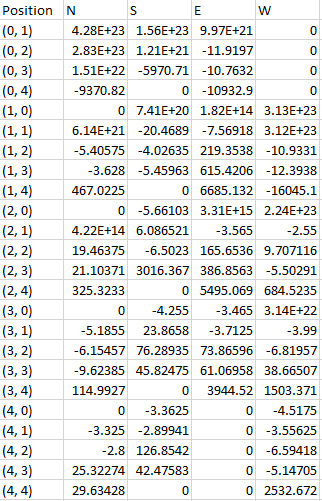 Position N S E W
(0, 1) 4.28E+23 1.56E+23 9.97E+21 0
(0, 2) 2.83E+23 1.21E+21 -11.9197 0
(0, 3) 1.51E+22 -5970.71 -10.7632 0
(0, 4) -9370.82 0 -10932.9 0
(1, 0) 0 7.41E+20 1.82E+14 3.13E+23
(1, 1) 6.14E+21 -20.4689 -7.56918 3.12E+23
(1, 2) -5.40575 -4.02635 219.3538 -10.9331
(1, 3) -3.628 -5.45963 615.4206 -12.3938
(1, 4) 467.0225 0 6685.132 -16045.1
(2, 0) 0 -5.66103 3.31E+15 2.24E+23
(2, 1) 4.22E+14 6.086521 -3.565 -2.55
(2, 2) 19.46375 -6.5023 165.6536 9.707116
(2, 3) 21.10371 3016.367 386.8563 -5.50291
(2, 4) 325.3233 0 5495.069 684.5235
(3, 0) 0 -4.255 -3.465 3.14E+22
(3, 1) -5.1855 23.8658 -3.7125 -3.99
(3, 2) -6.15457 76.28935 73.86596 -6.81957
(3, 3) -9.62385 45.82475 61.06958 38.66507
(3, 4) 114.9927 0 3944.52 1503.371
(4, 0) 0 -3.3625 0 -4.5175
(4, 1) -3.325 -2.89941 0 -3.55625
(4, 2) -2.8 126.8542 0 -6.59418
(4, 3) 25.32274 42.47583 0 -5.14705
(4, 4) 29.63428 0 0 2532.672